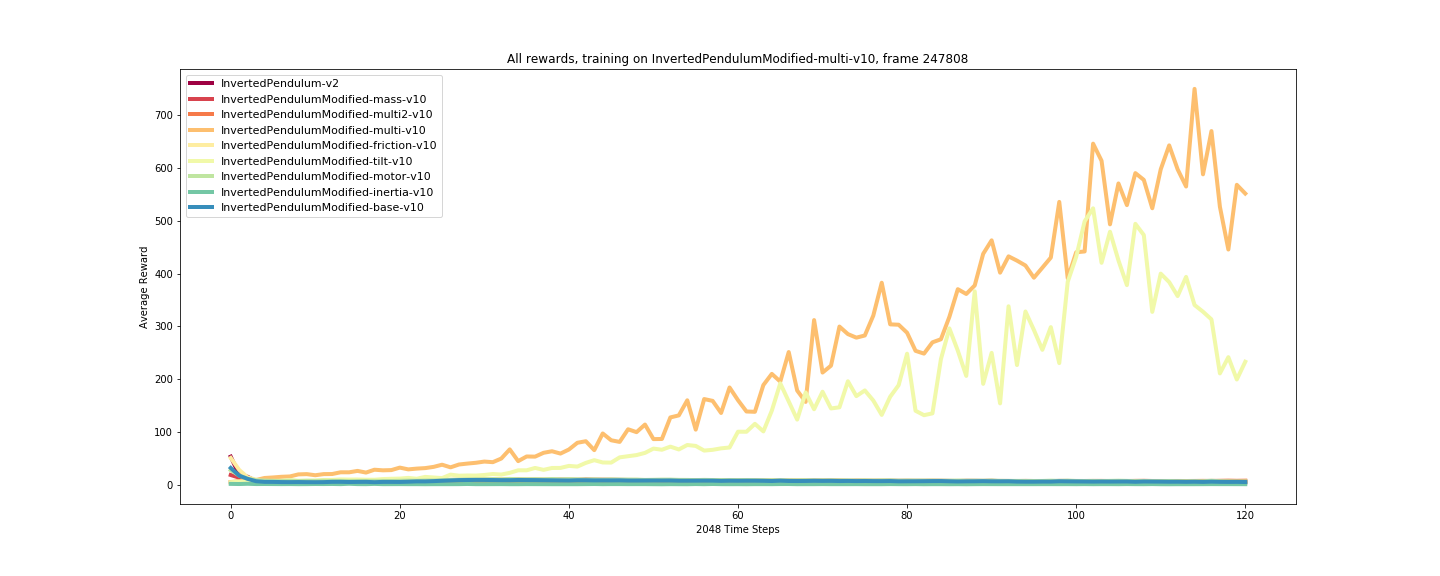 All rewards, training on InvertedPendulumModified-multi-v10, frame 247808
InvertedPendulum-v2
InvertedPendulumModified-mass-v10
InvertedPendulumModified-multi2-v10
InvertedPendulumModified-multi-v10
InvertedPendulumModified-friction-v10
InvertedPendulumModified-tilt-v10
InvertedPendulumModified-motor-v10
InvertedPendulumModified-inertia-v10
InvertedPendulumModified-base-v10
Average Reward
700
600
500
400
300
200
100
0
0 20 40 60 80 100 120
2048 Time Steps